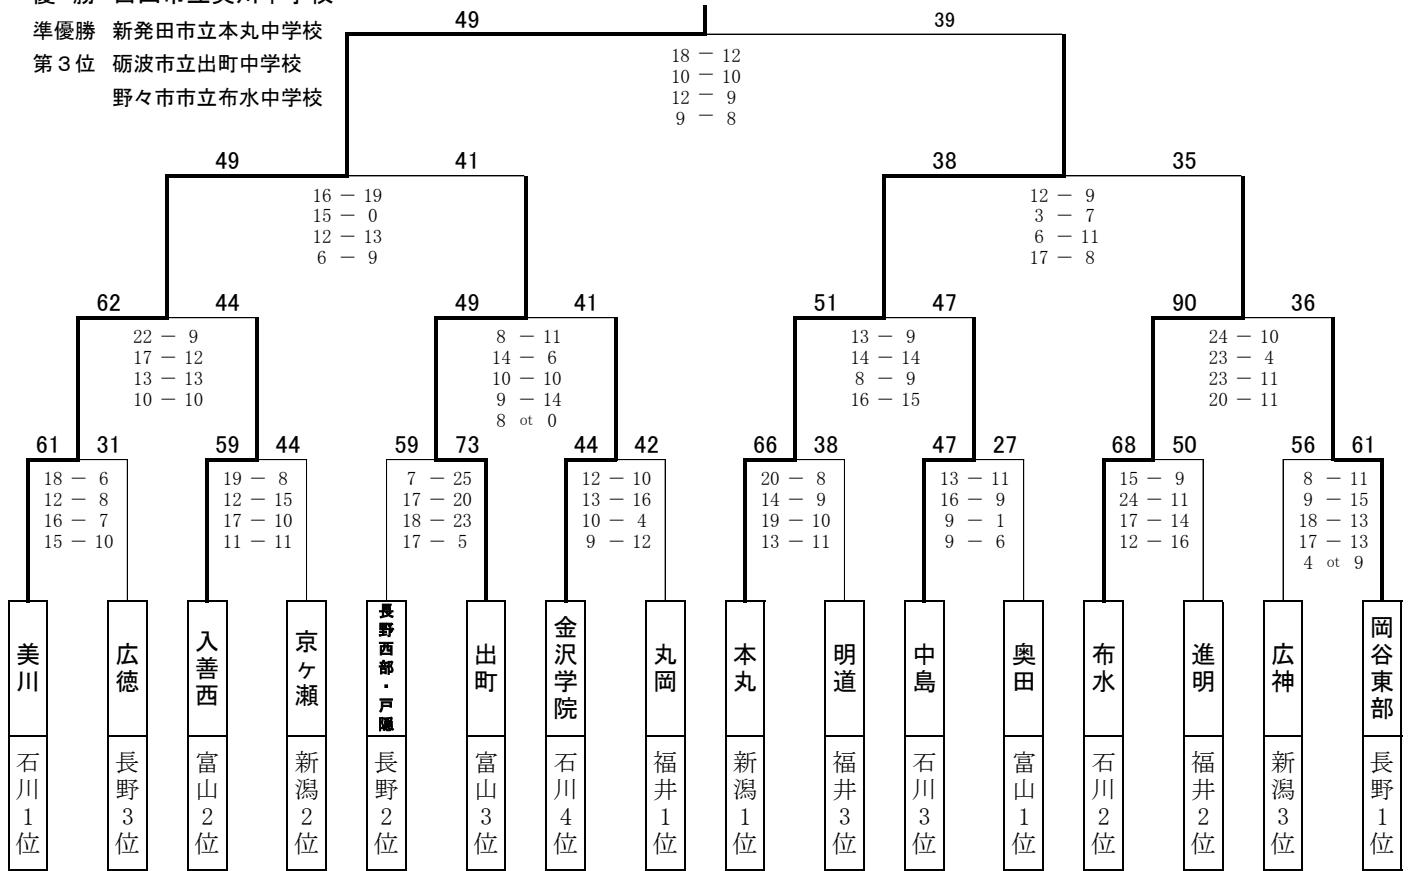 準優勝 新発田市立本丸中学校
第３位 砺波市立出町中学校
野々市市立布水中学校
49 39
18 － 12
10 － 10
12 － 9
9 － 8
49 41 38 35
16 － 19
15 － 0
12 － 13
6 － 9
12 － 9
3 － 7
6 － 11
17 － 8
62 44 49 41 51 47 90 36
22 － 9
17 － 12
13 － 13
10 － 10
8 － 11
14 － 6
10 － 10
9 － 14
8 ot 0
13 － 9
14 － 14
8 － 9
16 － 15
24 － 10
23 － 4
23 － 11
20 － 11
61 31 59 44 59 73 44 42 66 38 47 27 68 50 56 61
18 － 6
12 － 8
16 － 7
15 － 10
19 － 8
12 － 15
17 － 10
11 － 11
7 － 25
17 － 20
18 － 23
17 － 5
12 － 10
13 － 16
10 － 4
9 － 12
20 － 8
14 － 9
19 － 10
13 － 11
13 － 11
16 － 9
9 － 1
9 － 6
15 － 9
24 － 11
17 － 14
12 － 16
8 － 11
9 － 15
18 － 13
17 － 13
4 ot 9
美川
広徳
入善西
京ヶ瀬
長野西部・戸隠
出町
金沢学院
丸岡
本丸
明道
中島
奥田
布水
進明
広神
岡谷東部
石川１位
長野３位
富山２位
新潟２位
長野２位
富山３位
石川４位
福井１位
新潟１位
福井３位
石川３位
富山１位
石川２位
福井２位
新潟３位
長野１位